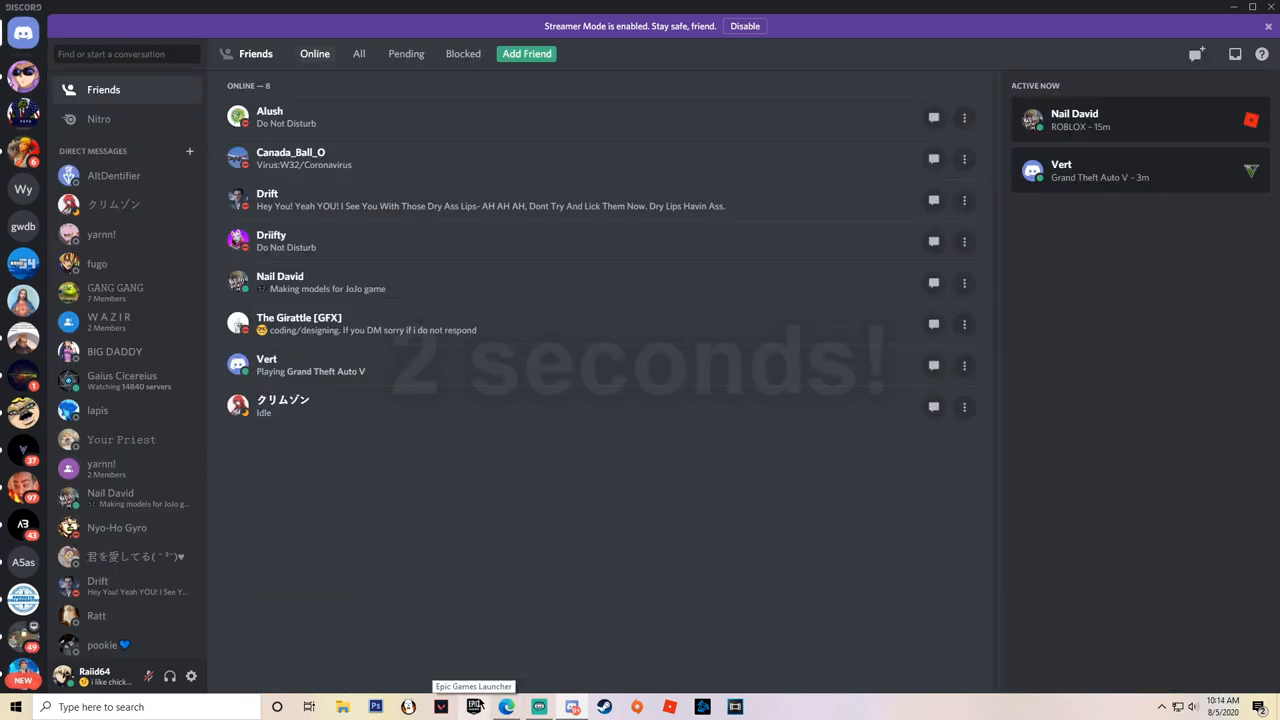 DISCORD
Streamer Mode is enabled. Stay safe, friend.
Disable
Find or start a conversation
Friends
Online
All
Pending
Blocked
Add Friend
Friends
Nitro
DIRECT MESSAGES
AltDentifier
クリムゾン
yarnn!
fugo
GANG GANG
7 Members
W A Z I R
2 Members
BIG DADDY
Gaius Cicereius
Watching 14840 servers
lapis
Your Priest
yarnn!
2 Members
Nail David
Making models for JoJo g...
Nyo-Ho Gyro
君を愛してる( ˘ ³˘)♥
Drift
Hey You! Yeah YOU! I See Y...
Ratt
pookie 💙
Raiid64
🙂 i like chick...
6
Wy
gwdb
1
37
97
43
A5as
49
NEW
ONLINE — 8
Alush
Do Not Disturb
Canada_Ball_O
Virus:W32/Coronavirus
Drift
Hey You! Yeah YOU! I See You With Those Dry Ass Lips- AH AH AH, Dont Try And Lick Them Now. Dry Lips Havin Ass.
Driifty
Do Not Disturb
Nail David
Making models for JoJo game
The Girattle [GFX]
🤓 coding/designing. If you DM sorry if i do not respond
Vert
Playing Grand Theft Auto V
クリムゾン
Idle
2 seconds!
ACTIVE NOW
Nail David
ROBLOX - 15m
Vert
Grand Theft Auto V - 3m
Epic Games Launcher
Type here to search
EPIC
10:14 AM
8/5/2020
2